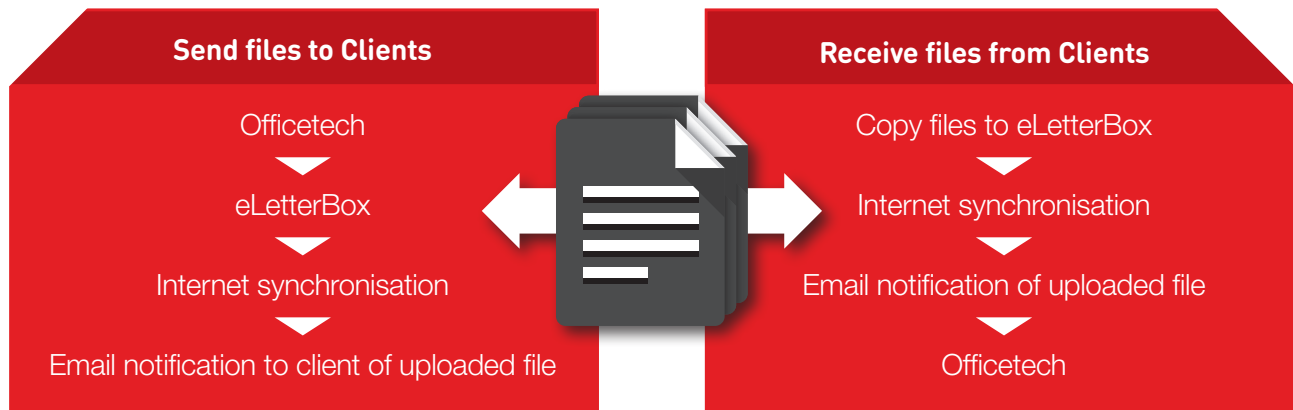 Send files to Clients
Officetech
eLetterBox
Internet synchronisation
Email notification to client of uploaded file
Receive files from Clients
Copy files to eLetterBox
Internet synchronisation
Email notification of uploaded file
Officetech